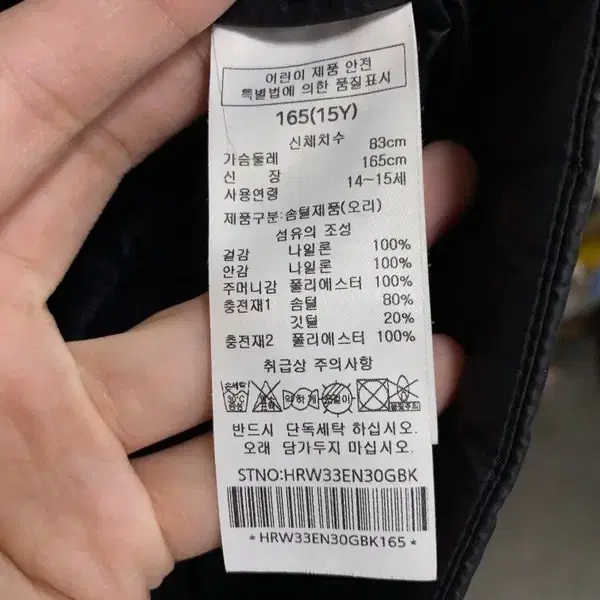 어린이 제품 안전
특별법에 의한 품질표시
165(15Y)
신체치수
가슴둘레 83cm
신 장 165cm
사용연령 14~15세
제품구분:솜털제품(오리)
섬유의 조성
겉감 나일론 100%
안감 나일론 100%
주머니감 폴리에스터 100%
충전재1 솜털 80%
깃털 20%
충전재2 폴리에스터 100%
취급상 주의사항
약하게
반드시 단독세탁 하십시오.
오래 담가두지 마십시오.
STNO:HRW33EN30GBK
*HRW33EN30GBK165*